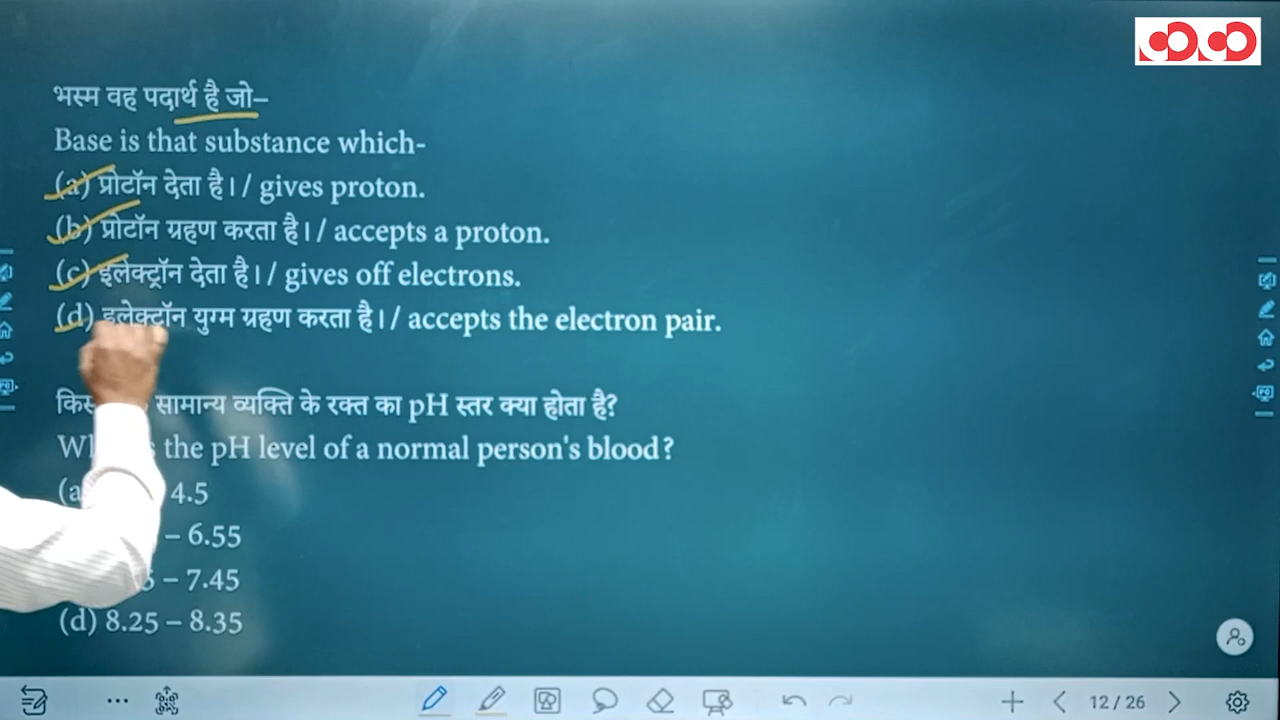 भस्म वह पदार्थ है जो–
Base is that substance which-
(a) प्रोटॉन देता है। / gives proton.
(b) प्रोटॉन ग्रहण करता है। / accepts a proton.
(c) इलेक्ट्रॉन देता है। / gives off electrons.
(d) इलेक्ट्रॉन युग्म ग्रहण करता है। / accepts the electron pair.
सामान्य व्यक्ति के रक्त का pH स्तर क्या होता है?
the pH level of a normal person's blood?
4.5
– 6.55
– 7.45
(d) 8.25 – 8.35
12 / 26